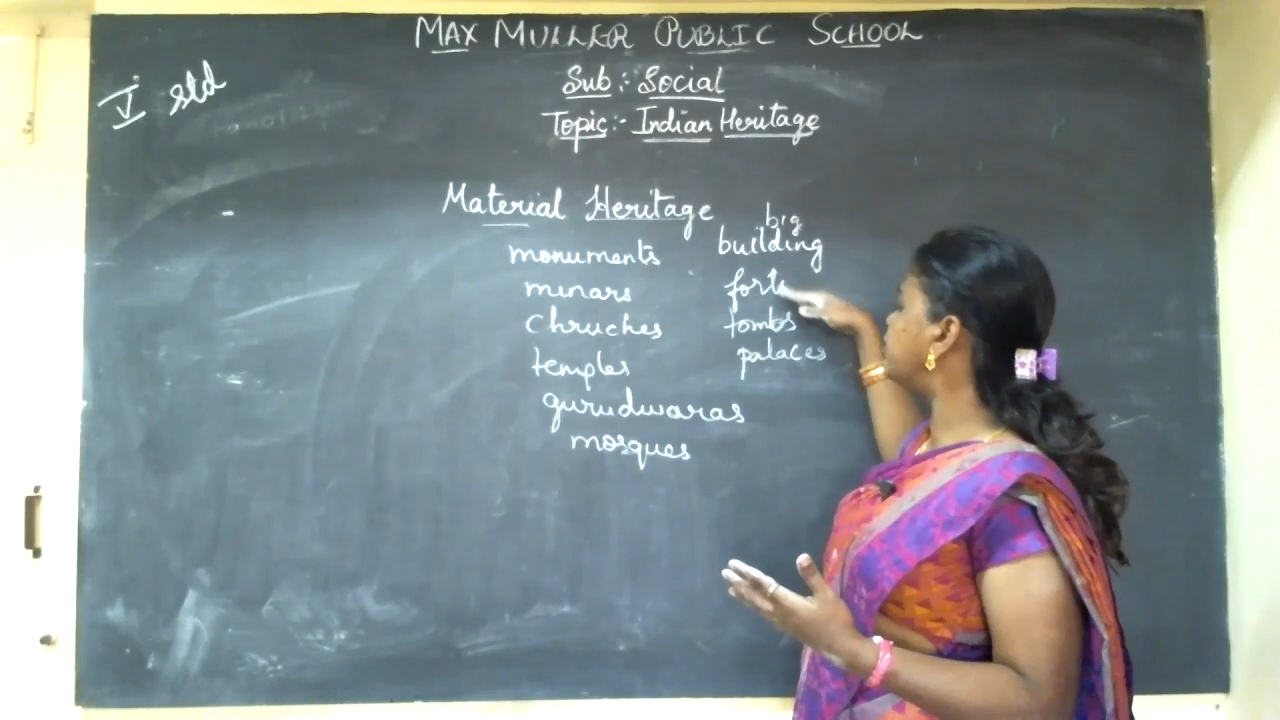 MAX MULLER PUBLIC SCHOOL
V std
Sub :- Social
Topic :- Indian Heritage
Material Heritage
monuments
minars
Chruches
temples
gurudwaras
mosques
big
building
forts
tombs
palaces